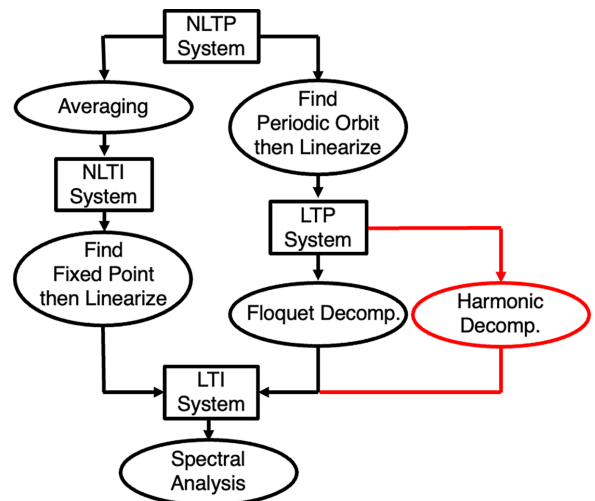 NLTP
System
Averaging
Find
Periodic Orbit
then Linearize
NLTI
System
LTP
System
Find
Fixed Point
then Linearize
Floquet Decomp.
Harmonic
Decomp.
LTI
System
Spectral
Analysis